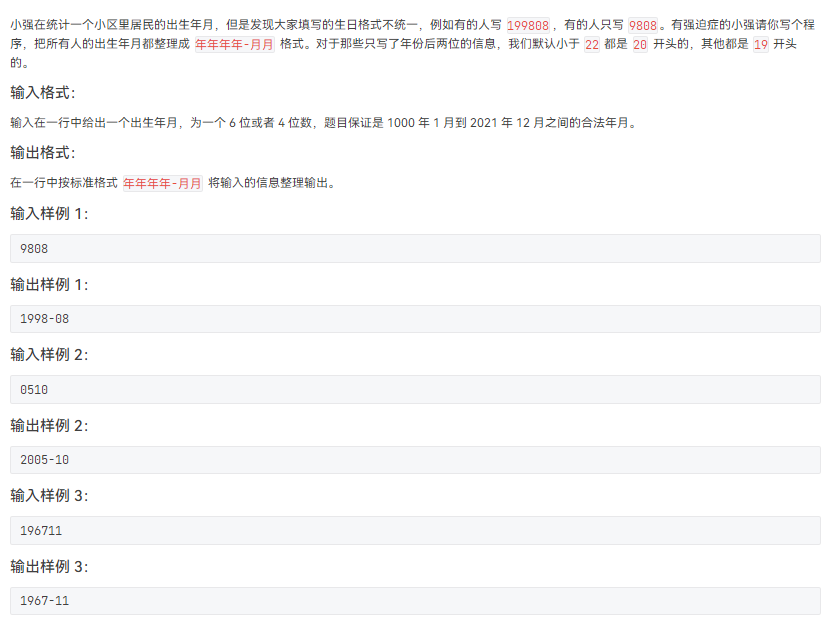 小强在统计一个小区里居民的出生年月，但是发现大家填写的生日格式不统一，例如有的人写 199808，有的人只写 9808。有强迫症的小强请你写个程
序，把所有人的出生年月都整理成 年年年年-月月 格式。对于那些只写了年份后两位的信息，我们默认小于 22 都是 20 开头的，其他都是 19 开头
的。
输入格式：
输入在一行中给出一个出生年月，为一个 6 位或者 4 位数，题目保证是 1000 年 1 月到 2021 年 12 月之间的合法年月。
输出格式：
在一行中按标准格式 年年年年-月月 将输入的信息整理输出。
输入样例 1：
9808
输出样例 1：
1998-08
输入样例 2：
0510
输出样例 2：
2005-10
输入样例 3：
196711
输出样例 3：
1967-11